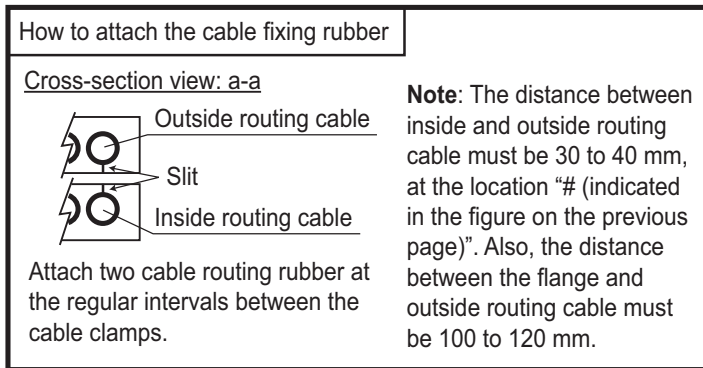 How to attach the cable fixing rubber
Cross-section view: a-a
Outside routing cable
Slit
Inside routing cable
Attach two cable routing rubber at
the regular intervals between the
cable clamps.
Note: The distance between
inside and outside routing
cable must be 30 to 40 mm,
at the location “# (indicated
in the figure on the previous
page)”. Also, the distance
between the flange and
outside routing cable must
be 100 to 120 mm.